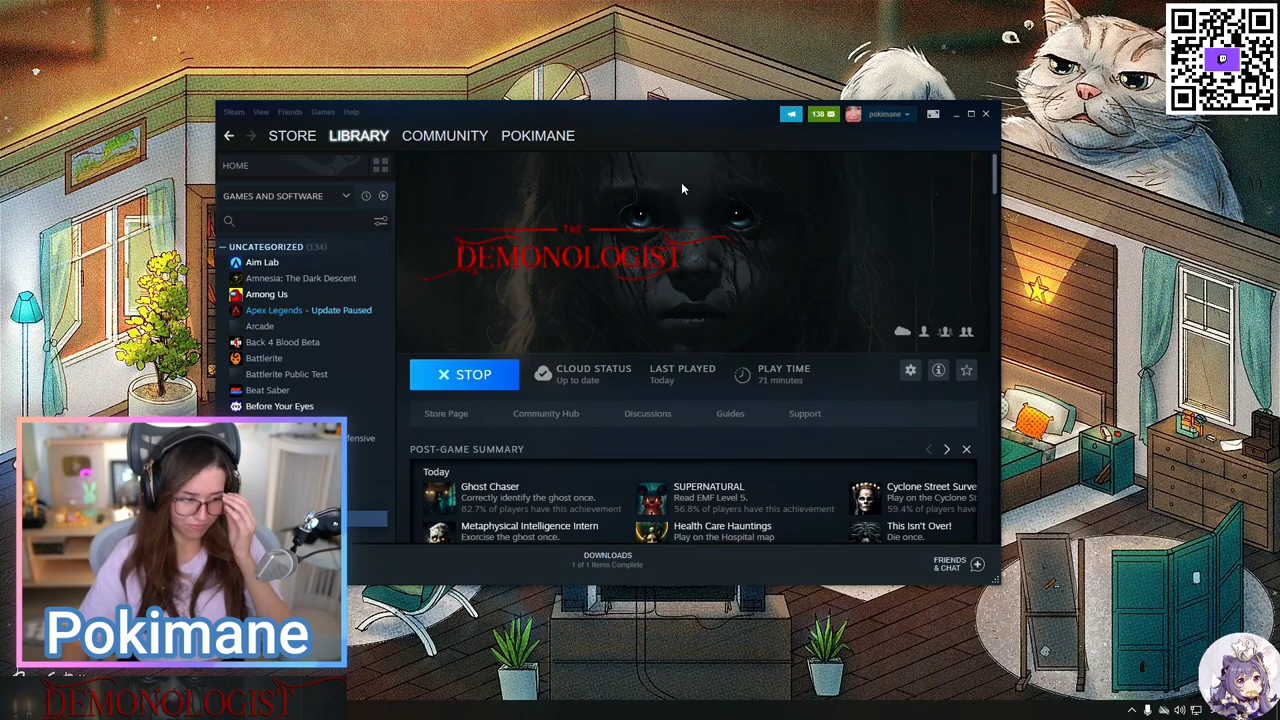 Steam View Friends Games Help
138 pokimane
STORE LIBRARY COMMUNITY POKIMANE
HOME
GAMES AND SOFTWARE
UNCATEGORIZED (134)
Aim Lab
Amnesia: The Dark Descent
Among Us
Apex Legends - Update Paused
Arcade
Back 4 Blood Beta
Battlerite
Battlerite Public Test
Beat Saber
Before Your Eyes
fensive
THE
DEMONOLOGIST
STOP
CLOUD STATUS
Up to date
LAST PLAYED
Today
PLAY TIME
71 minutes
Store Page Community Hub Discussions Guides Support
POST-GAME SUMMARY
Today
Ghost Chaser
Correctly identify the ghost once.
82.7% of players have this achievement
SUPERNATURAL
Read EMF Level 5.
56.8% of players have this achievement
Cyclone Street Surve
Play on the Cyclone St
59.4% of players have
Metaphysical Intelligence Intern
Exorcise the ghost once.
Health Care Hauntings
Play on the Hospital map
This Isn't Over!
Die once.
DOWNLOADS
1 of 1 Items Complete
FRIENDS
& CHAT
Pokimane
DEMONOLOGIST